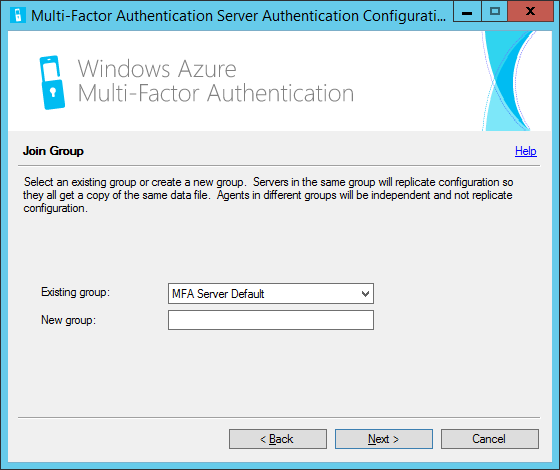 Multi-Factor Authentication Server Authentication Configurati...
Windows Azure
Multi-Factor Authentication
Join Group
Help
Select an existing group or create a new group. Servers in the same group will replicate configuration so
they all get a copy of the same data file. Agents in different groups will be independent and not replicate
configuration.
Existing group:
MFA Server Default
New group:
< Back
Next >
Cancel